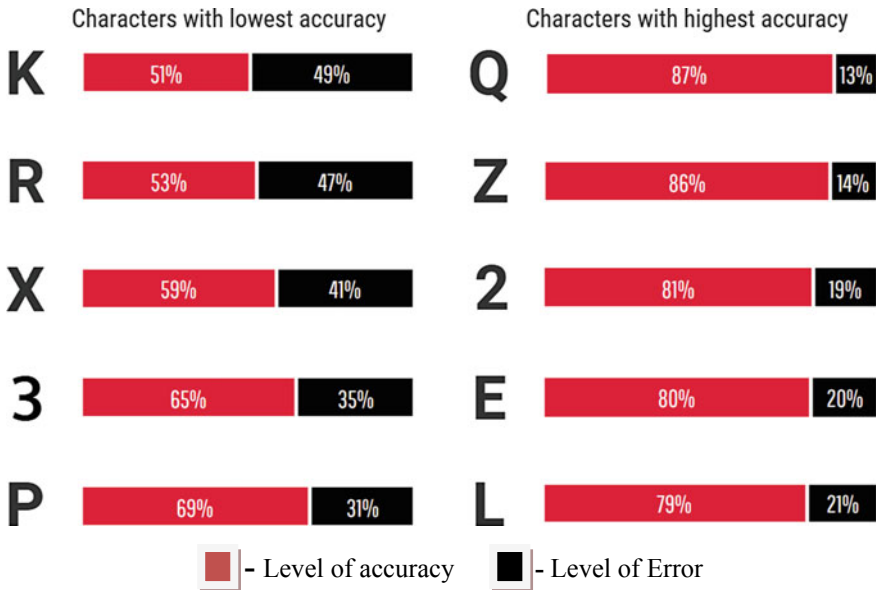 Characters with lowest accuracy
K 51% 49%
R 53% 47%
X 59% 41%
3 65% 35%
P 69% 31%
Characters with highest accuracy
Q 87% 13%
Z 86% 14%
2 81% 19%
E 80% 20%
L 79% 21%
- Level of accuracy - Level of Error